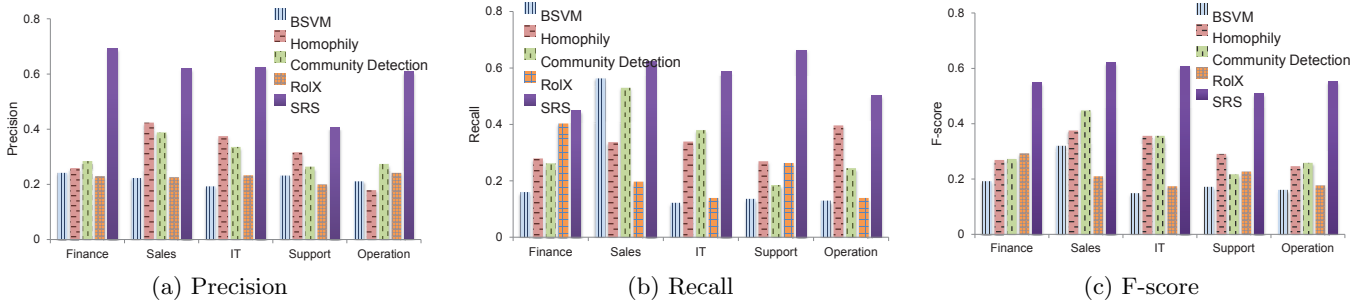 0.8
0.6
0.4
0.2
0
Precision
BSVM
Homophily
Community Detection
RolX
SRS
Finance Sales IT Support Operation
(a) Precision
0.8
0.6
0.4
0.2
0
Recall
BSVM
Homophily
Community Detection
RolX
SRS
Finance Sales IT Support Operation
(b) Recall
0.8
0.6
0.4
0.2
0
F-score
BSVM
Homophily
Community Detection
RolX
SRS
Finance Sales IT Support Operation
(c) F-score